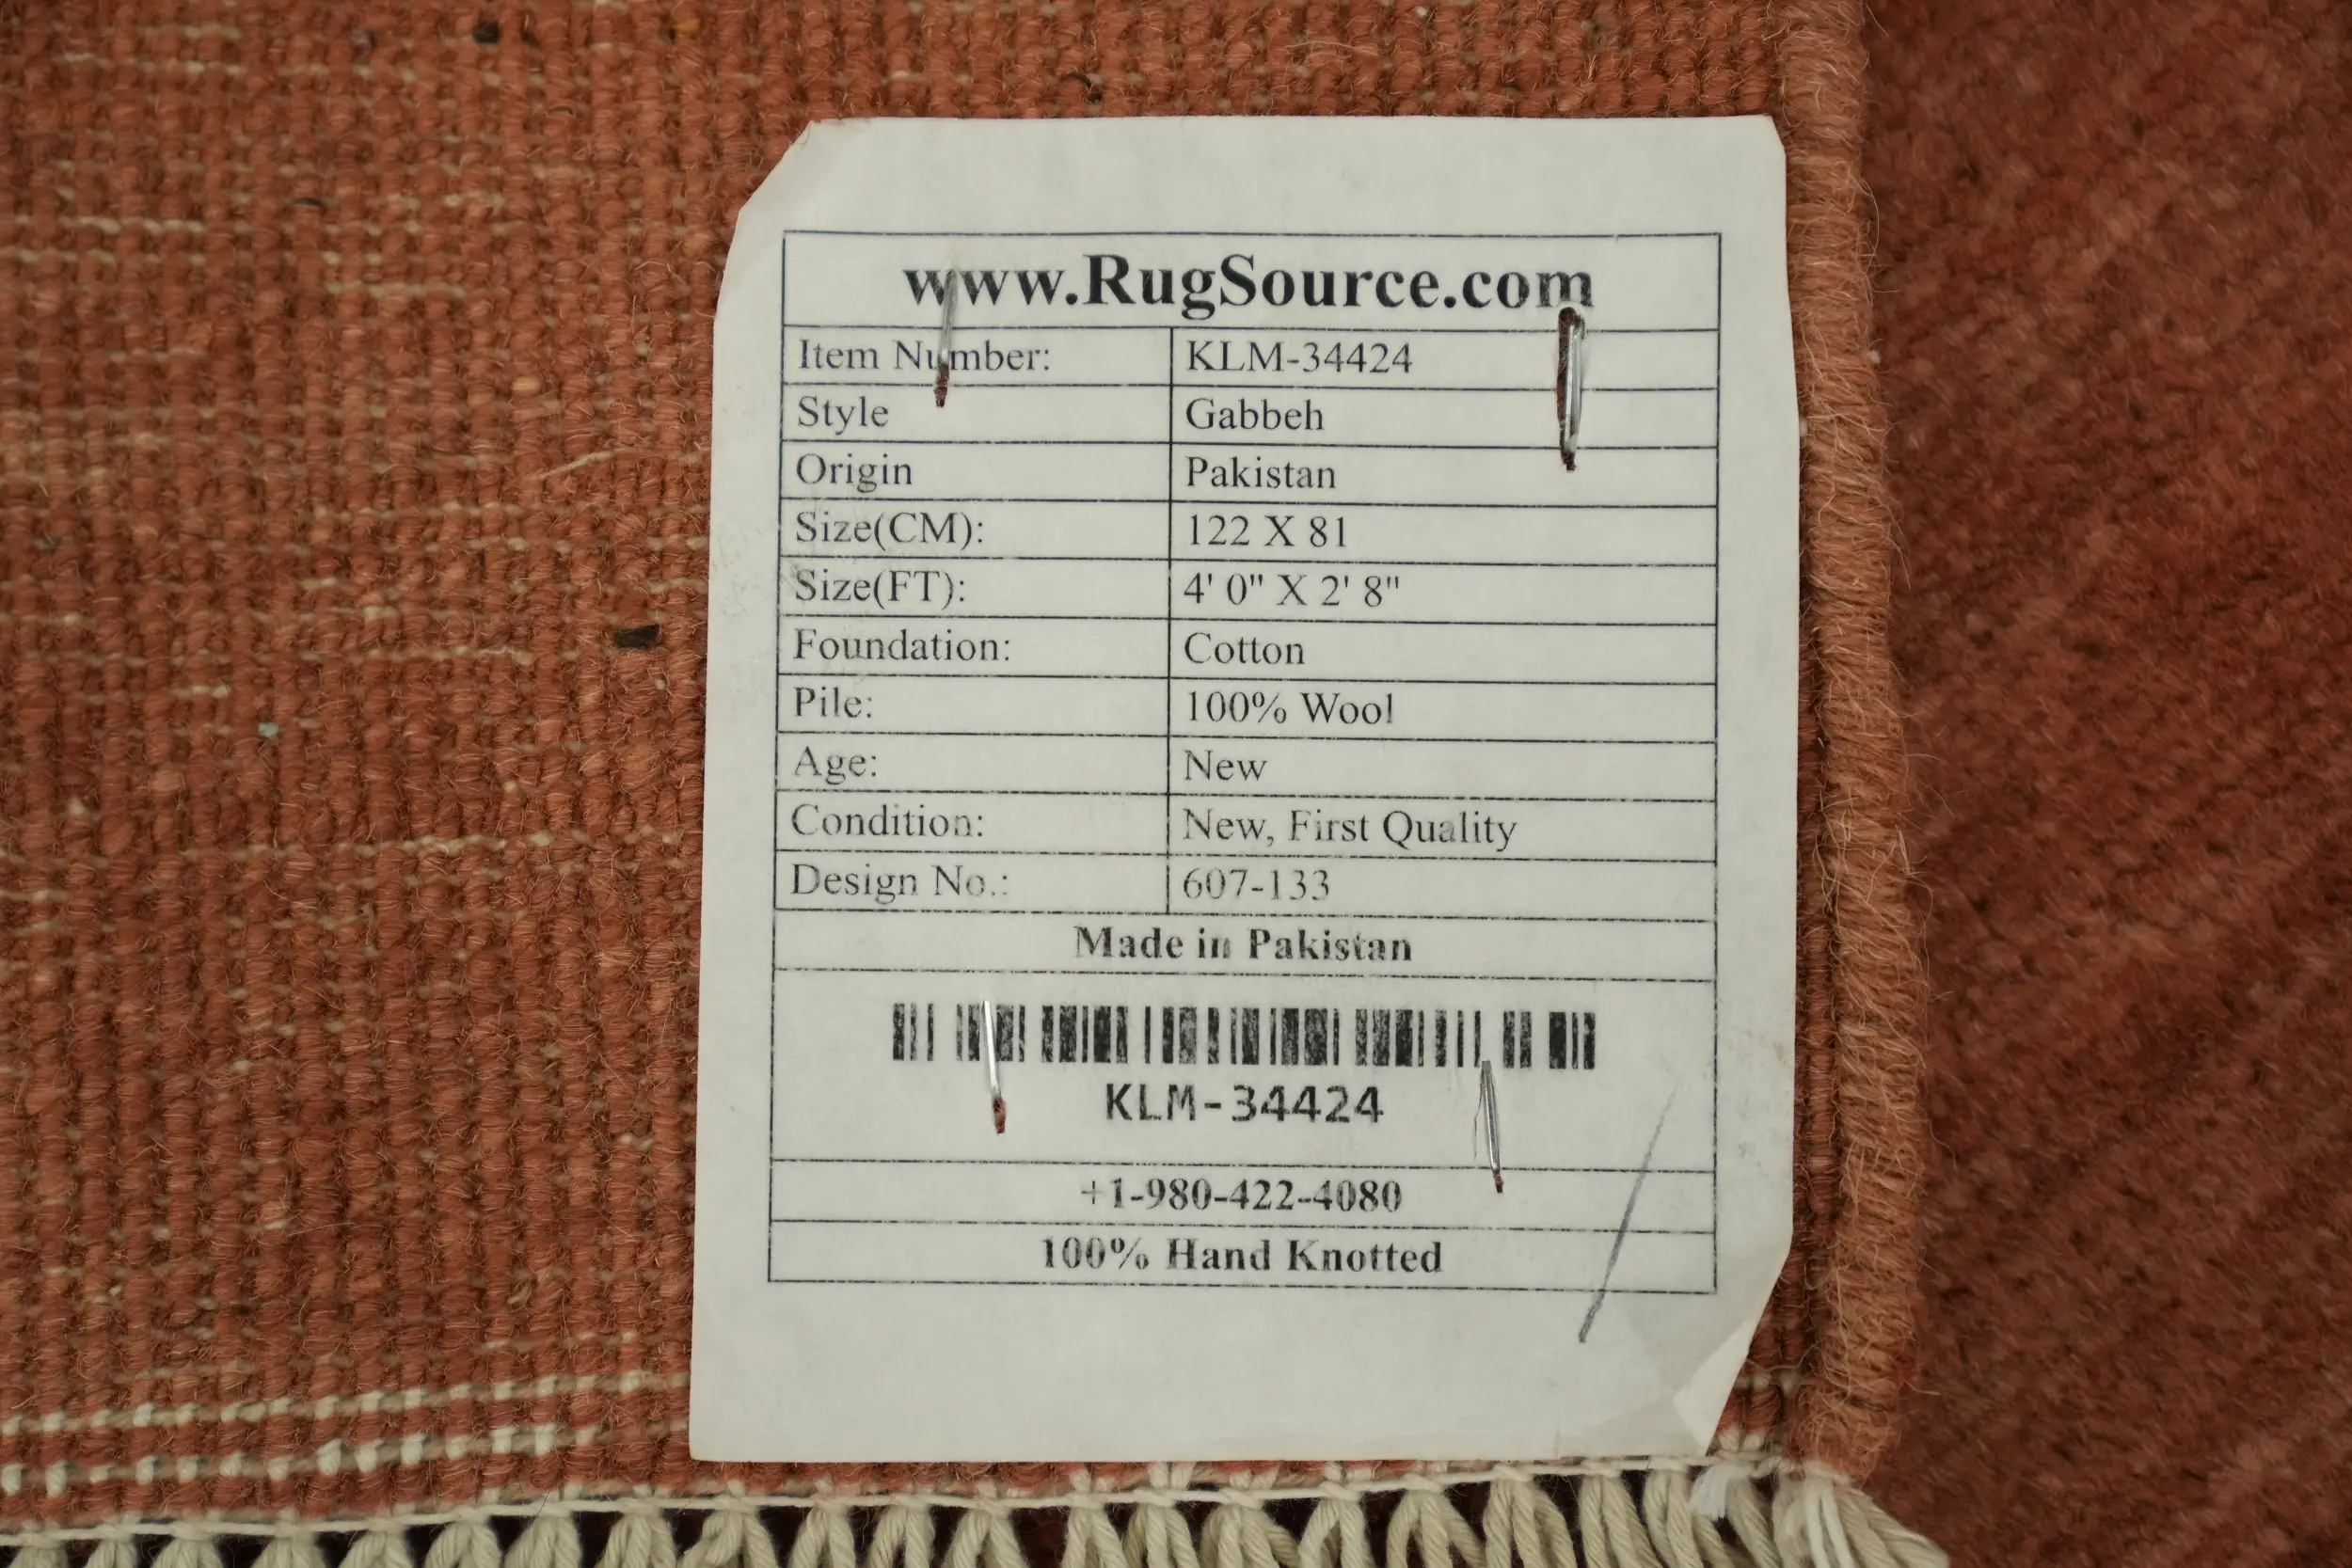 www.RugSource.com
Item Number: KLM-34424
Style Gabbeh
Origin Pakistan
Size(CM): 122 X 81
Size(FT): 4' 0" X 2' 8"
Foundation: Cotton
Pile: 100% Wool
Age: New
Condition: New, First Quality
Design No.: 607-133
Made in Pakistan
KLM-34424
+1-980-422-4080
100% Hand Knotted